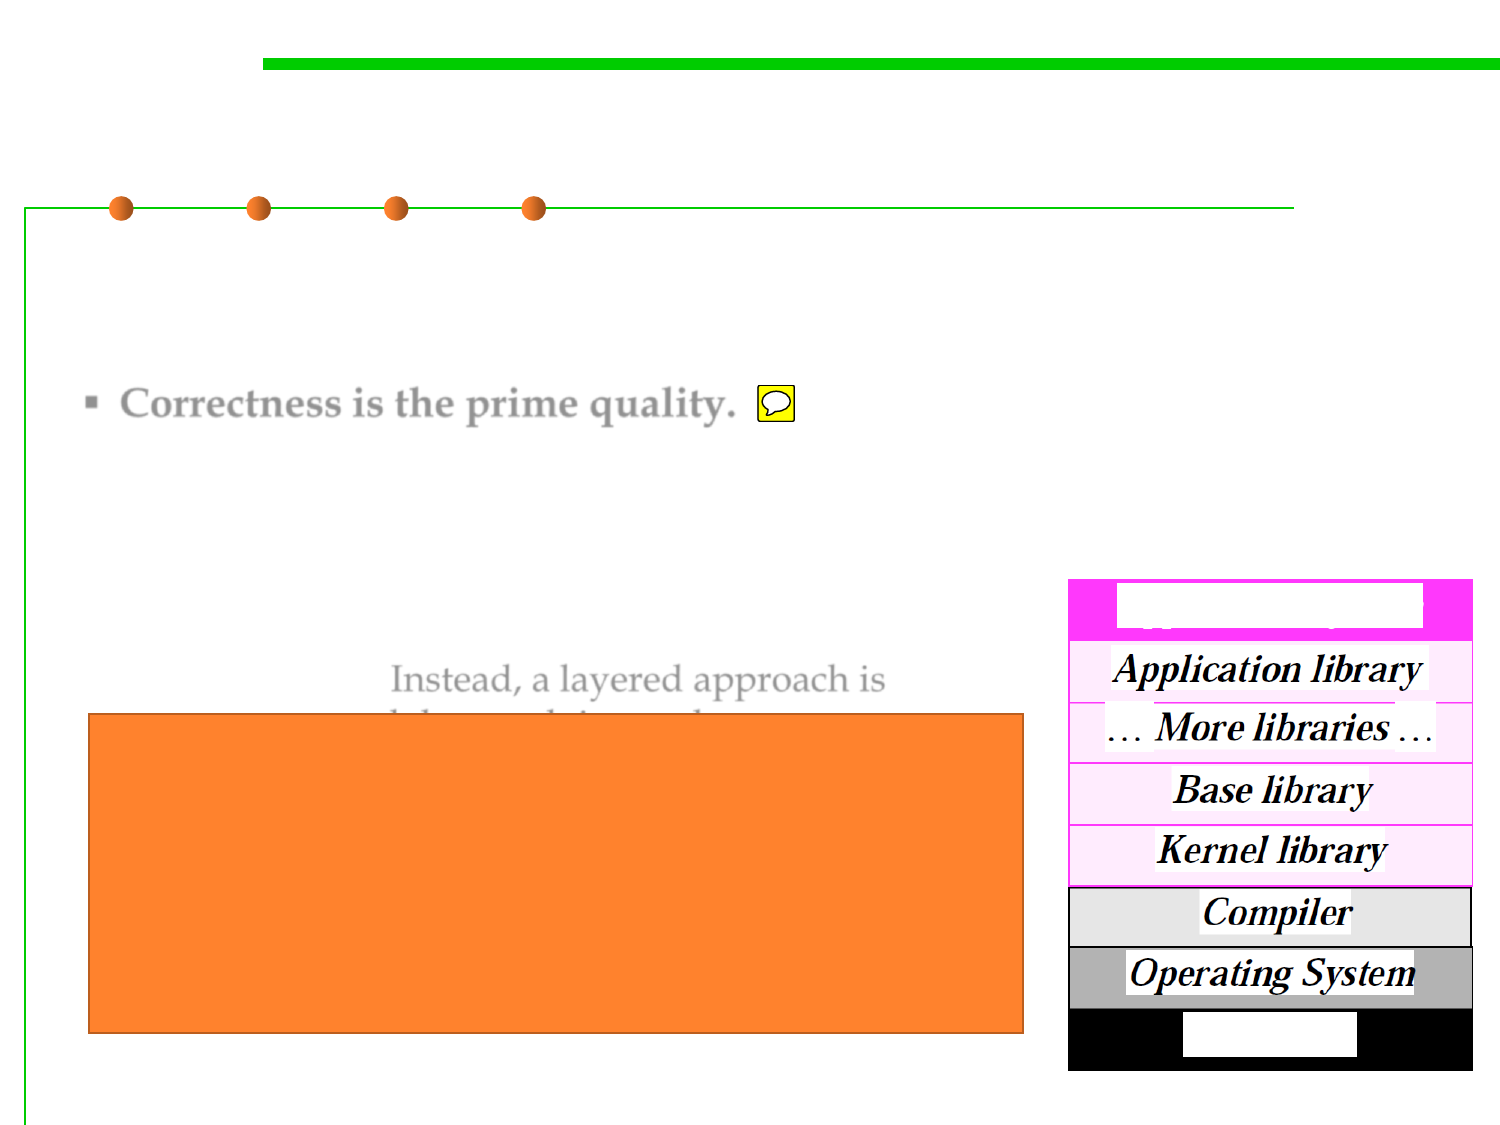 ▪ Correctness is the prime quality.
Instead, a layered approach is
Application library
… More libraries …
Base library
Kernel library
Compiler
Operating System